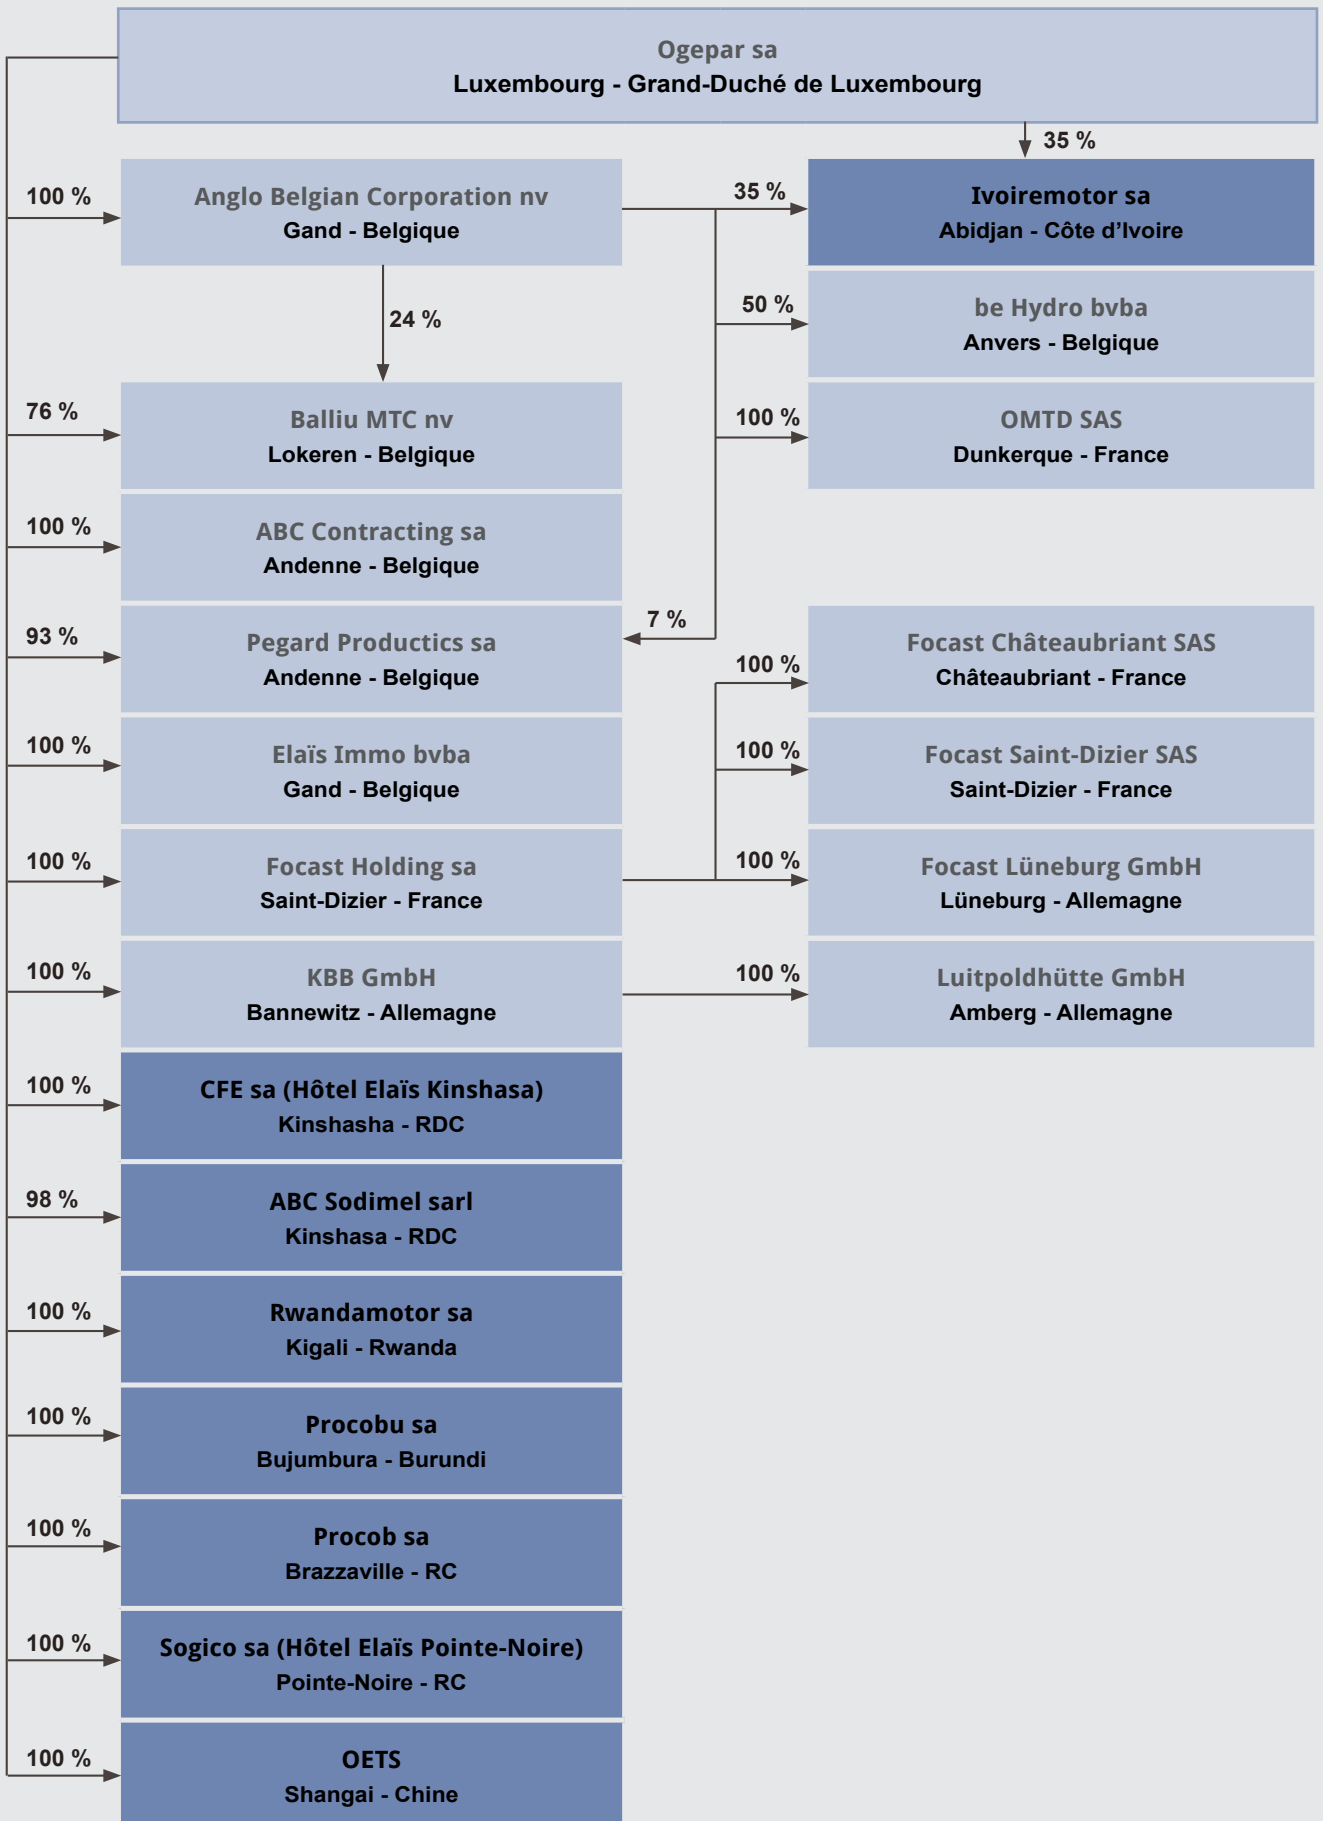 Ogepar sa
Luxembourg - Grand-Duché de Luxembourg
35 %
100 %
Anglo Belgian Corporation nv
Gand - Belgique
35 %
Ivoiremotor sa
Abidjan - Côte d’Ivoire
24 %
50 %
be Hydro bvba
Anvers - Belgique
76 %
Balliu MTC nv
Lokeren - Belgique
100 %
OMTD SAS
Dunkerque - France
100 %
ABC Contracting sa
Andenne - Belgique
93 %
Pegard Productics sa
Andenne - Belgique
7 %
100 %
Focast Châteaubriant SAS
Châteaubriant - France
100 %
Elaïs Immo bvba
Gand - Belgique
100 %
Focast Saint-Dizier SAS
Saint-Dizier - France
100 %
Focast Holding sa
Saint-Dizier - France
100 %
Focast Lüneburg GmbH
Lüneburg - Allemagne
100 %
KBB GmbH
Bannewitz - Allemagne
100 %
Luitpoldhütte GmbH
Amberg - Allemagne
100 %
CFE sa (Hôtel Elaïs Kinshasa)
Kinshasha - RDC
98 %
ABC Sodimel sarl
Kinshasa - RDC
100 %
Rwandamotor sa
Kigali - Rwanda
100 %
Procobu sa
Bujumbura - Burundi
100 %
Procob sa
Brazzaville - RC
100 %
Sogico sa (Hôtel Elaïs Pointe-Noire)
Pointe-Noire - RC
100 %
OETS
Shangai - Chine